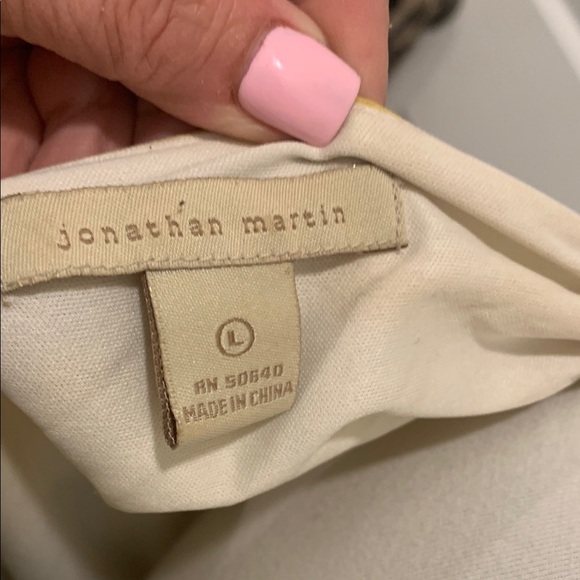 jonathan martin
L
RN 50640
MADE IN CHINA